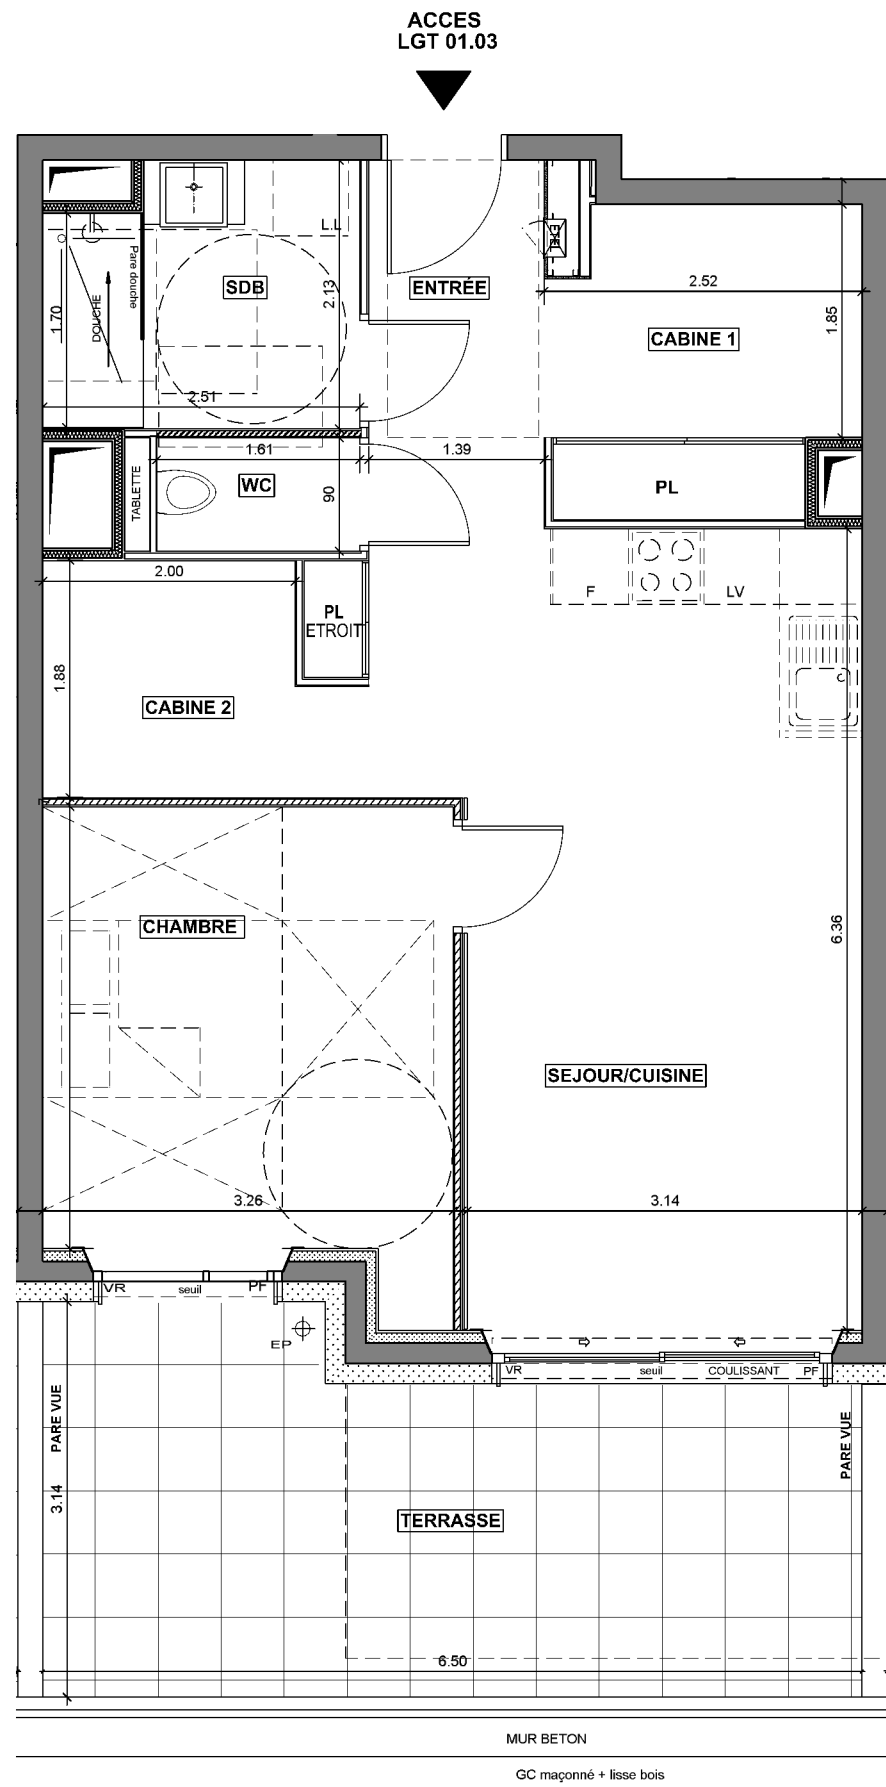 ACCES
LGT 01.03
L.L
ETEL
SDB
ENTRÉE
2.13
2.52
1.85
CABINE 1
Pare douche
DOUCHE
1.70
2.51
1.61
1.39
WC
90
TABLETTE
PL
2.00
PL
ETROIT
F
LV
1.88
CABINE 2
CHAMBRE
6.36
SEJOUR/CUISINE
3.26
3.14
VR
seuil
PF
EP
VR
seuil
COULISSANT
PF
PARE VUE
PARE VUE
3.14
TERRASSE
6.50
MUR BETON
GC maçonné + lisse bois